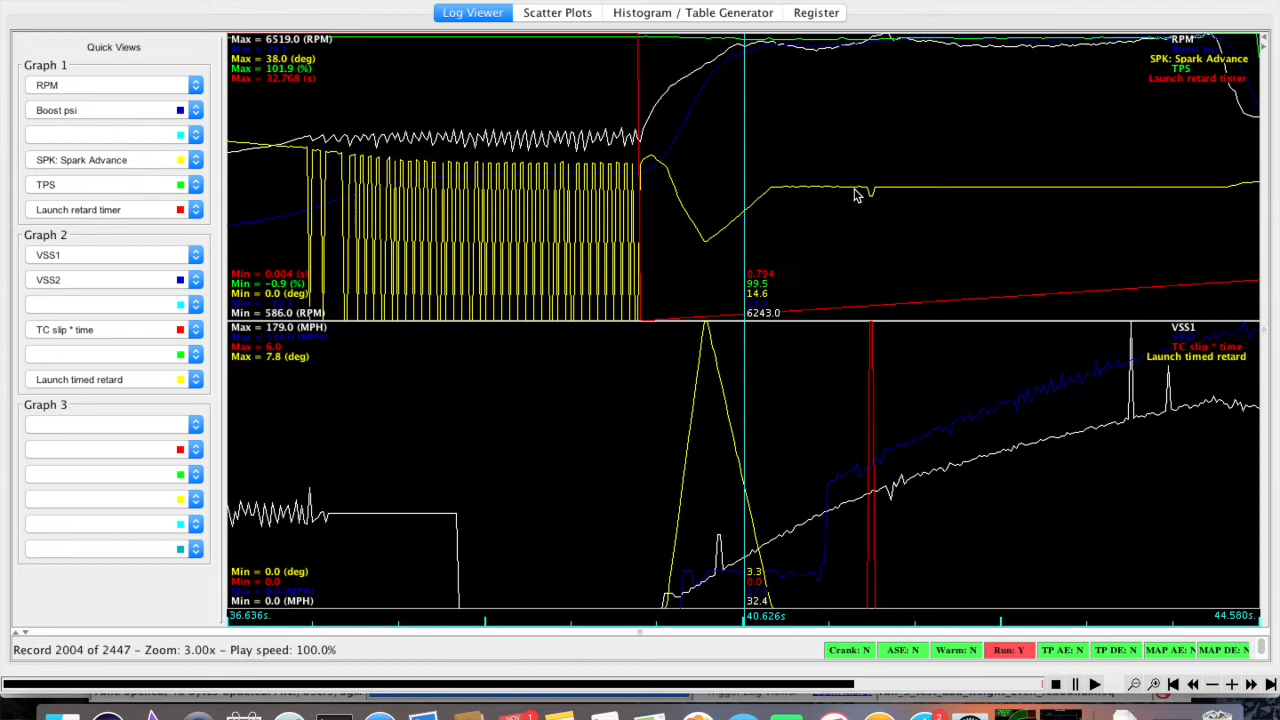 Log Viewer Scatter Plots Histogram / Table Generator Register
Quick Views
Graph 1
RPM
Boost psi
SPK: Spark Advance
TPS
Launch retard timer
Graph 2
VSS1
VSS2
TC slip * time
Launch timed retard
Graph 3
Max = 6519.0 (RPM)
Max = 38.0 (deg)
Max = 101.9 (%)
Max = 32.768 (s)
RPM
Boost psi
SPK: Spark Advance
TPS
Launch retard timer
Min = 0.004 (s)
Min = -0.9 (%)
Min = 0.0 (deg)
Min = 586.0 (RPM)
0.794
99.5
14.6
6243.0
Max = 179.0 (MPH)
Max = 6.0
Max = 7.8 (deg)
VSS1
TC slip * time
Launch timed retard
Min = 0.0 (deg)
Min = 0.0
Min = 0.0 (MPH)
3.3
0.0
32.4
36.636s. 40.626s 44.580s.
Record 2004 of 2447 - Zoom: 3.00x - Play speed: 100.0%
Crank: N ASE: N Warm: N Run: Y TP AE: N TP DE: N MAP AE: N MAP DE: N
NOV
2